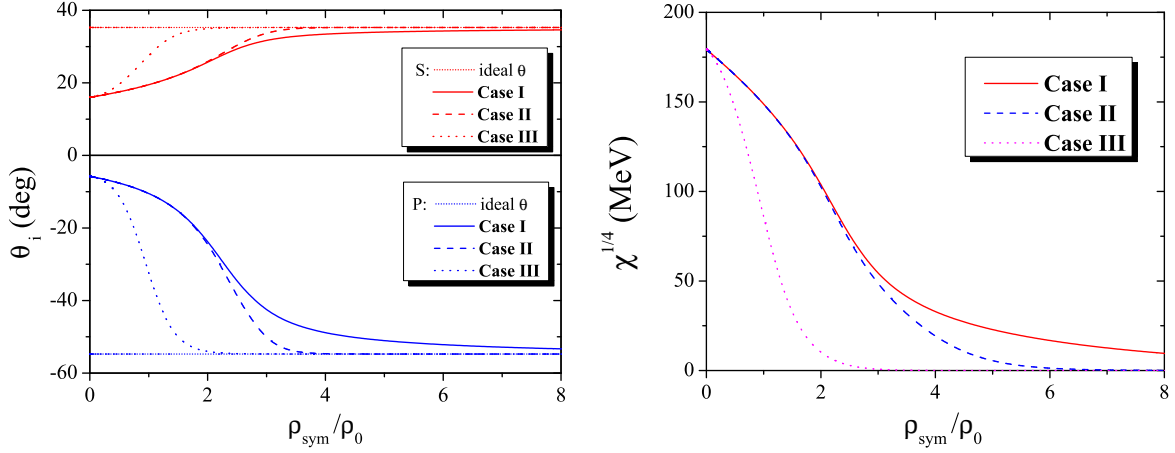 40
20
0
-20
-40
-60
θi (deg)
S: ideal θ
Case I
Case II
Case III
P: ideal θ
Case I
Case II
Case III
0 2 4 6 8
ρsym/ρ0
200
150
100
50
0
χ1/4 (MeV)
Case I
Case II
Case III
0 2 4 6 8
ρsym/ρ0